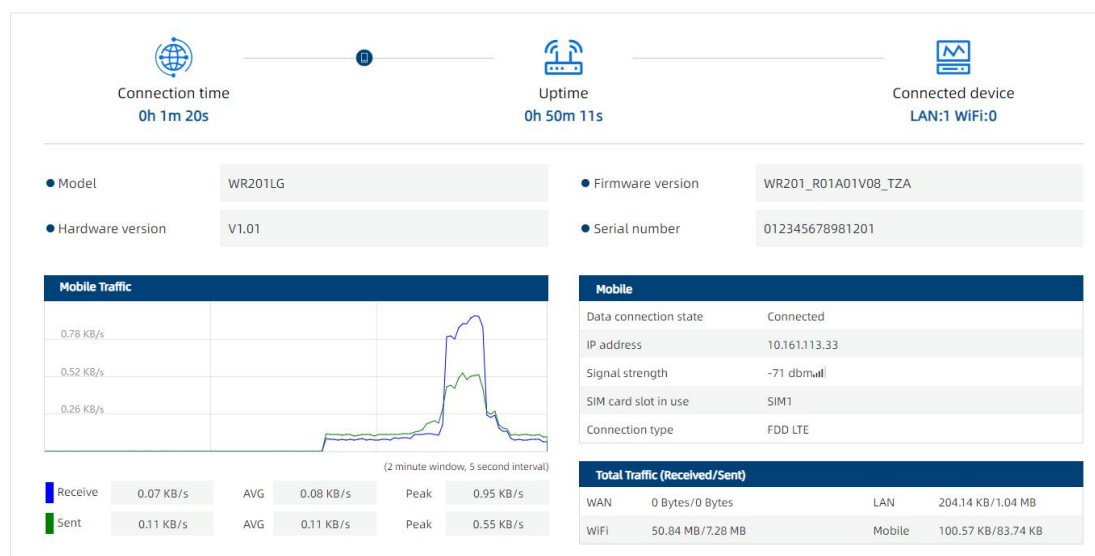 Connection time
0h 1m 20s
Uptime
0h 50m 11s
Connected device
LAN:1 WiFi:0
Model WR201LG
Firmware version WR201_R01A01V08_TZA
Hardware version V1.01
Serial number 012345678981201
Mobile Traffic
0.78 KB/s
0.52 KB/s
0.26 KB/s
(2 minute window, 5 second interval)
Receive 0.07 KB/s AVG 0.08 KB/s Peak 0.95 KB/s
Sent 0.11 KB/s AVG 0.11 KB/s Peak 0.55 KB/s
Mobile
Data connection state Connected
IP address 10.161.113.33
Signal strength -71 dbm
SIM card slot in use SIM1
Connection type FDD LTE
Total Traffic (Received/Sent)
WAN 0 Bytes/0 Bytes LAN 204.14 KB/1.04 MB
WiFi 50.84 MB/7.28 MB Mobile 100.57 KB/83.74 KB